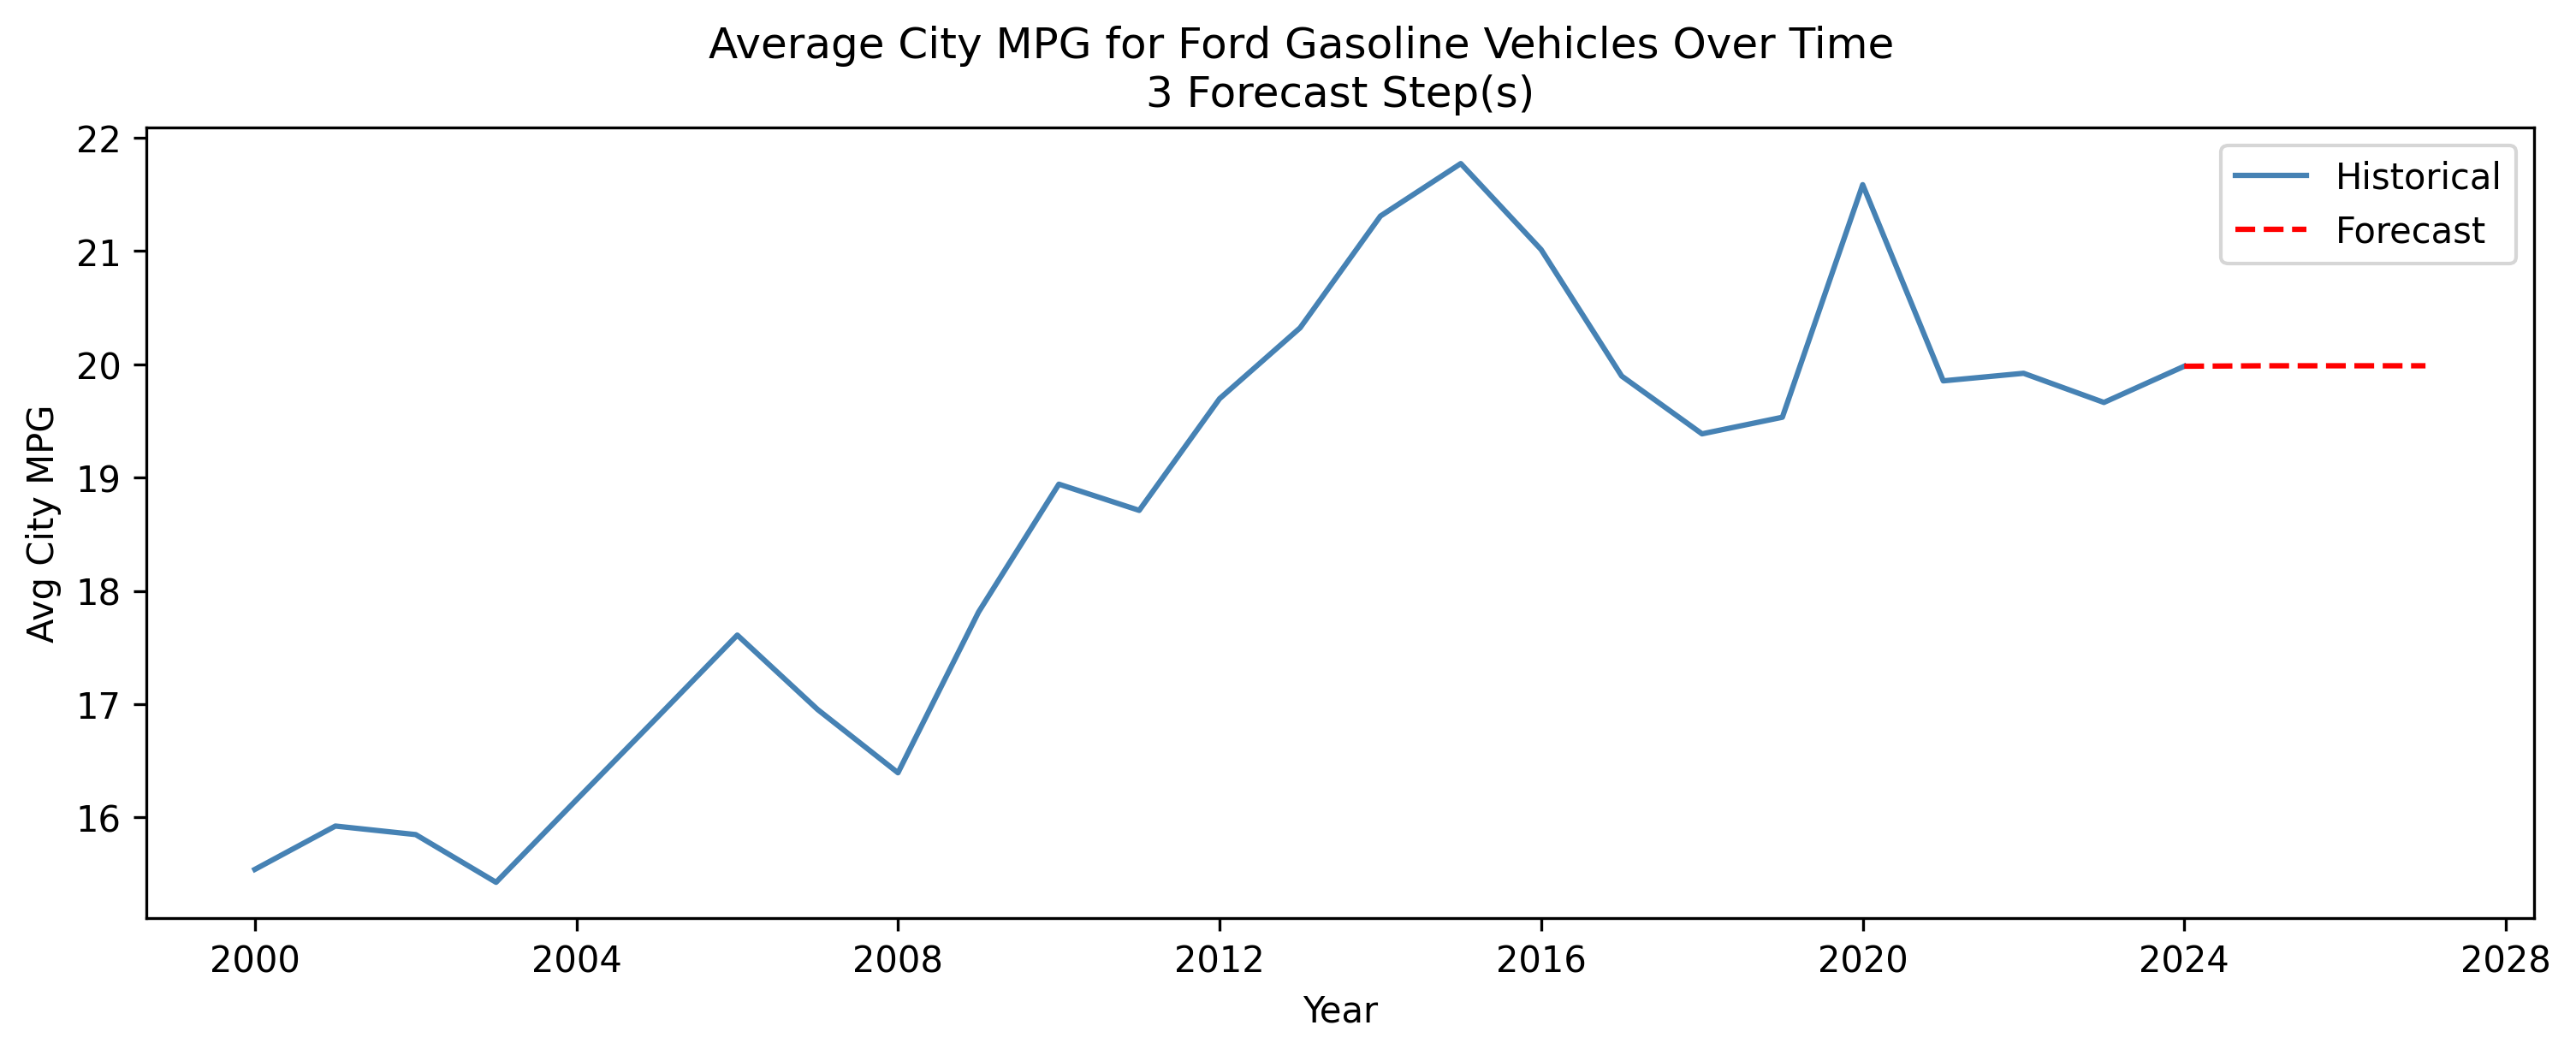 Average City MPG for Ford Gasoline Vehicles Over Time
3 Forecast Step(s)
Historical
Forecast
Avg City MPG
22
21
20
19
18
17
16
2000 2004 2008 2012 2016 2020 2024 2028
Year